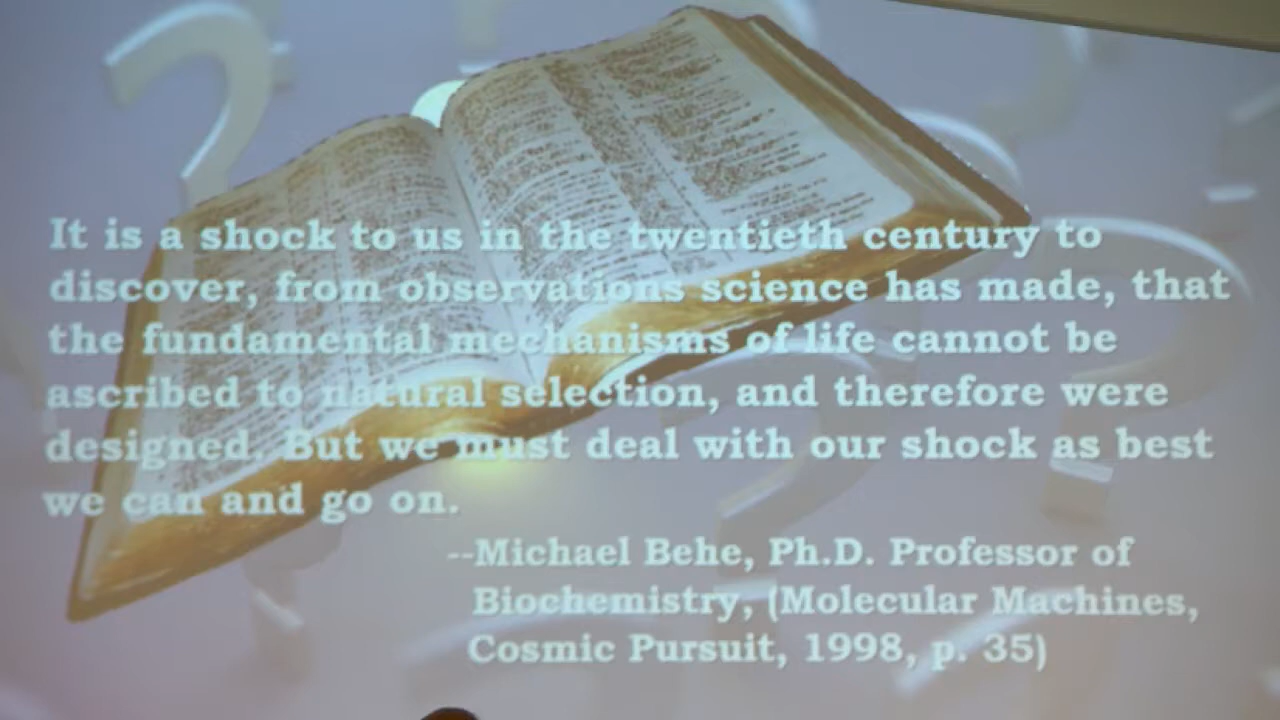 It is a shock to us in the twentieth century to
discover, from observations science has made, that
the fundamental mechanisms of life cannot be
ascribed to natural selection, and therefore were
designed. But we must deal with our shock as best
we can and go on.
--Michael Behe, Ph.D. Professor of
Biochemistry, (Molecular Machines,
Cosmic Pursuit, 1998, p. 35)